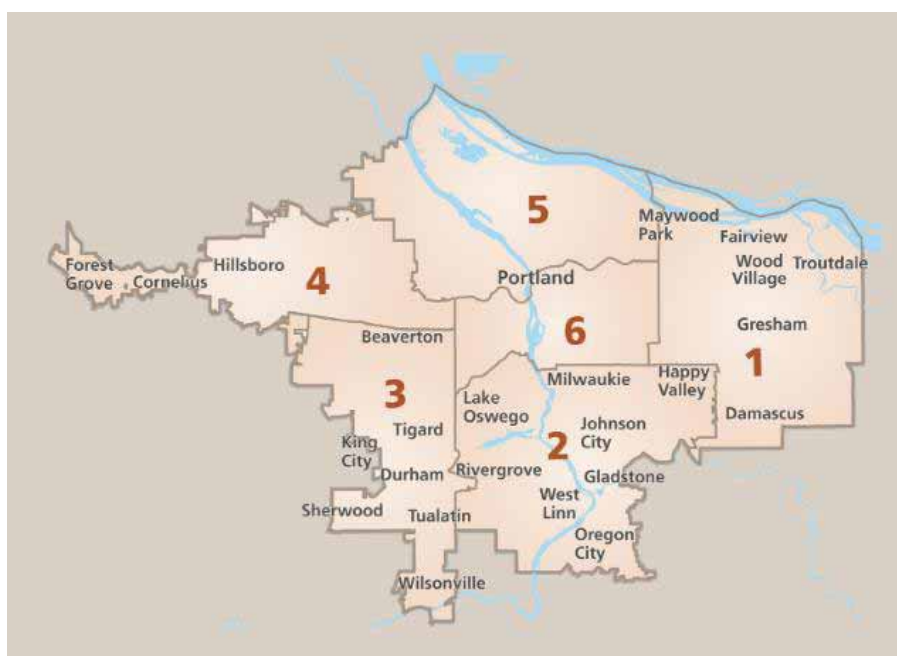 5
Maywood
Park
Fairview
Wood
Village
Troutdale
Forest
Grove
Cornelius
Hillsboro
4
Portland
6
Gresham
1
Beaverton
Milwaukie
Happy
Valley
3
Lake
Oswego
Damascus
Tigard
Johnson
City
King
City
2
Durham
Rivergrove
Gladstone
Sherwood
Tualatin
West
Linn
Oregon
City
Wilsonville